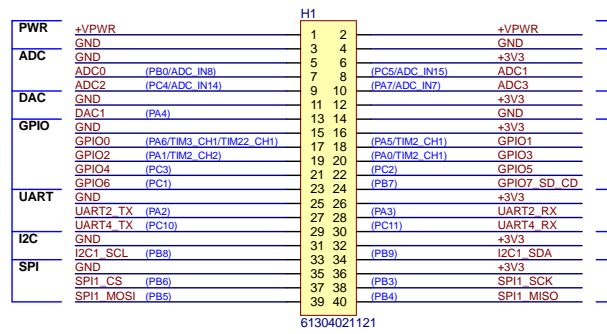 H1
PWR +VPWR 1 2 +VPWR
GND 3 4 GND
ADC GND 5 6 +3V3
ADC0 (PB0/ADC_IN8) 7 8 (PC5/ADC_IN15) ADC1
ADC2 (PC4/ADC_IN14) 9 10 (PA7/ADC_IN7) ADC3
DAC GND 11 12 +3V3
DAC1 (PA4) 13 14 GND
GPIO GND 15 16 +3V3
GPIO0 (PA6/TIM3_CH1/TIM22_CH1) 17 18 (PA5/TIM2_CH1) GPIO1
GPIO2 (PA1/TIM2_CH2) 19 20 (PA0/TIM2_CH1) GPIO3
GPIO4 (PC3) 21 22 (PC2) GPIO5
GPIO6 (PC1) 23 24 (PB7) GPIO7_SD_CD
UART GND 25 26 +3V3
UART2_TX (PA2) 27 28 (PA3) UART2_RX
UART4_TX (PC10) 29 30 (PC11) UART4_RX
I2C GND 31 32 +3V3
I2C1_SCL (PB8) 33 34 (PB9) I2C1_SDA
SPI GND 35 36 +3V3
SPI1_CS (PB6) 37 38 (PB3) SPI1_SCK
SPI1_MOSI (PB5) 39 40 (PB4) SPI1_MISO
61304021121